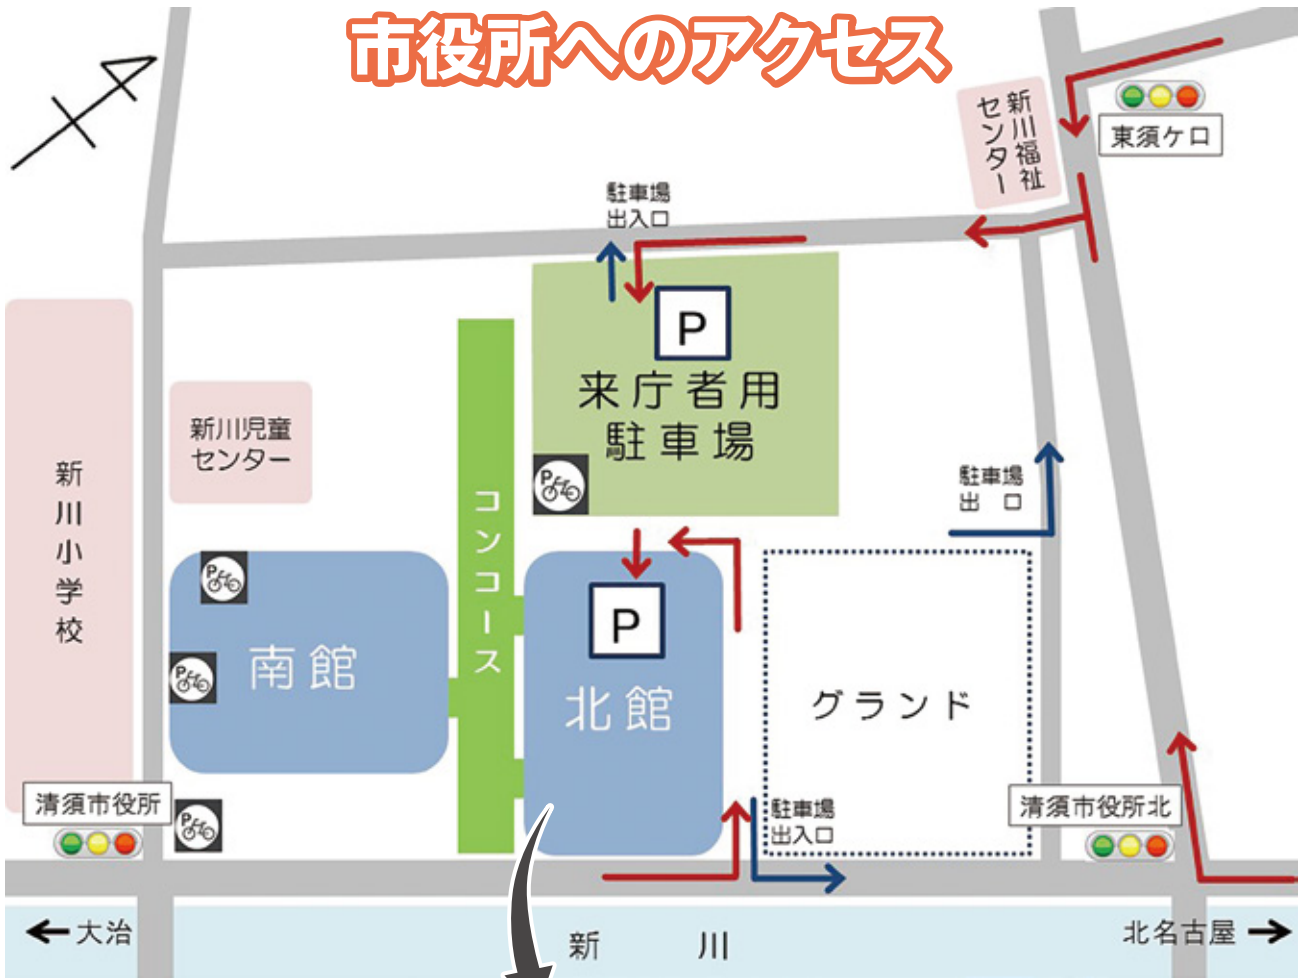 市役所へのアクセス
新川福祉
センター
東須ケ口
駐車場
出入口
P
来庁者用
駐車場
P
新川児童
センター
新川小学校
コンコース
駐車場
出 口
P
南館
P
P
北館
グランド
清須市役所
P
駐車場
出入口
清須市役所北
←大治
新 川
北名古屋→